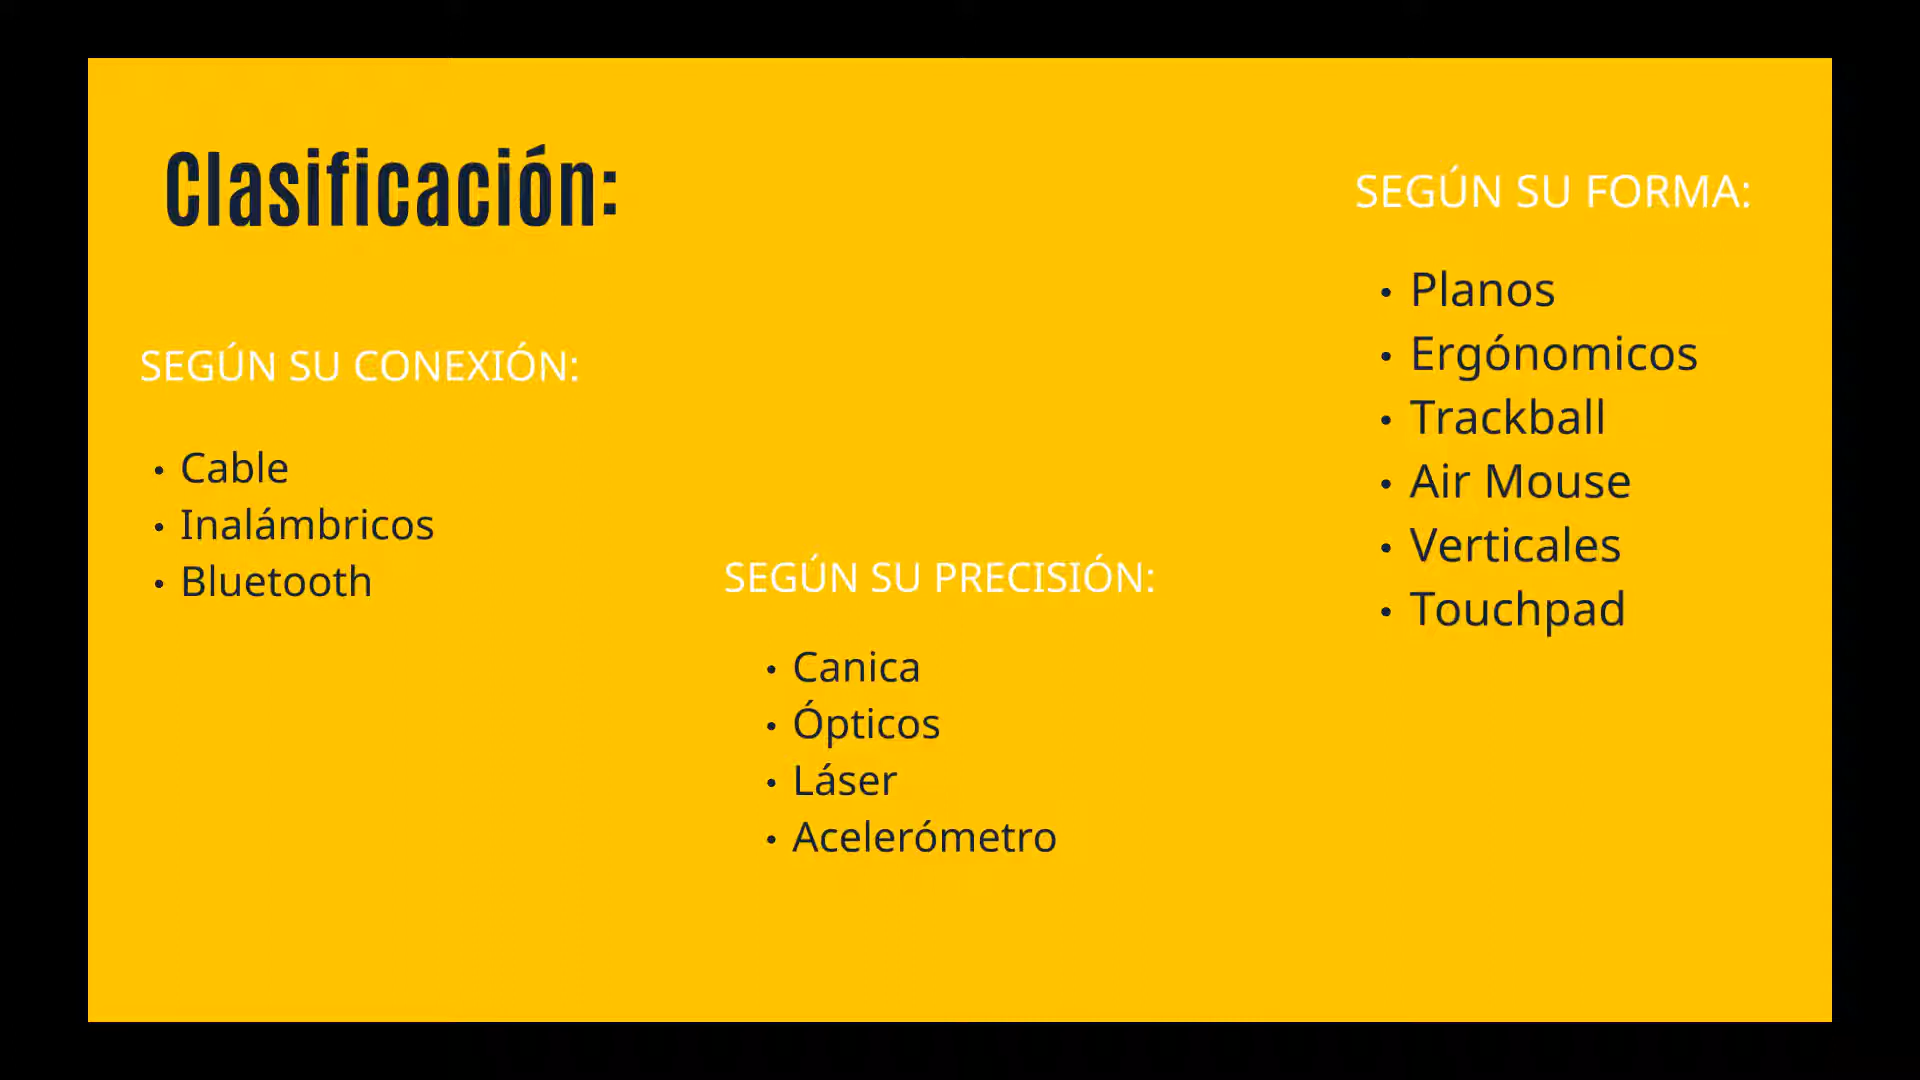 Clasificación:
SEGÚN SU CONEXIÓN:
• Cable
• Inalámbricos
• Bluetooth
SEGÚN SU PRECISIÓN:
• Canica
• Ópticos
• Láser
• Acelerómetro
SEGÚN SU FORMA:
• Planos
• Ergónomicos
• Trackball
• Air Mouse
• Verticales
• Touchpad